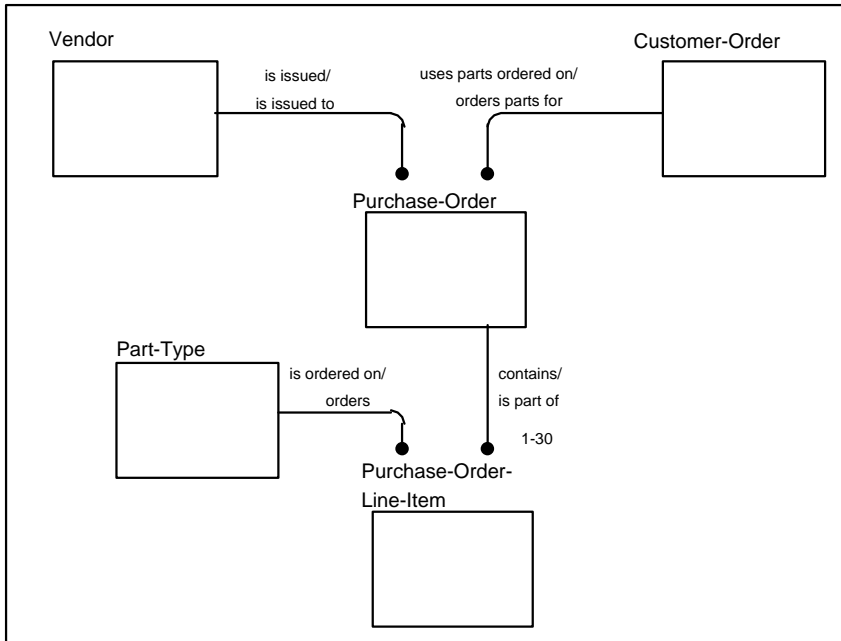 Vendor
Customer-Order
is issued/
is issued to
uses parts ordered on/
orders parts for
Purchase-Order
Part-Type
is ordered on/
orders
contains/
is part of
1-30
Purchase-Order-
Line-Item